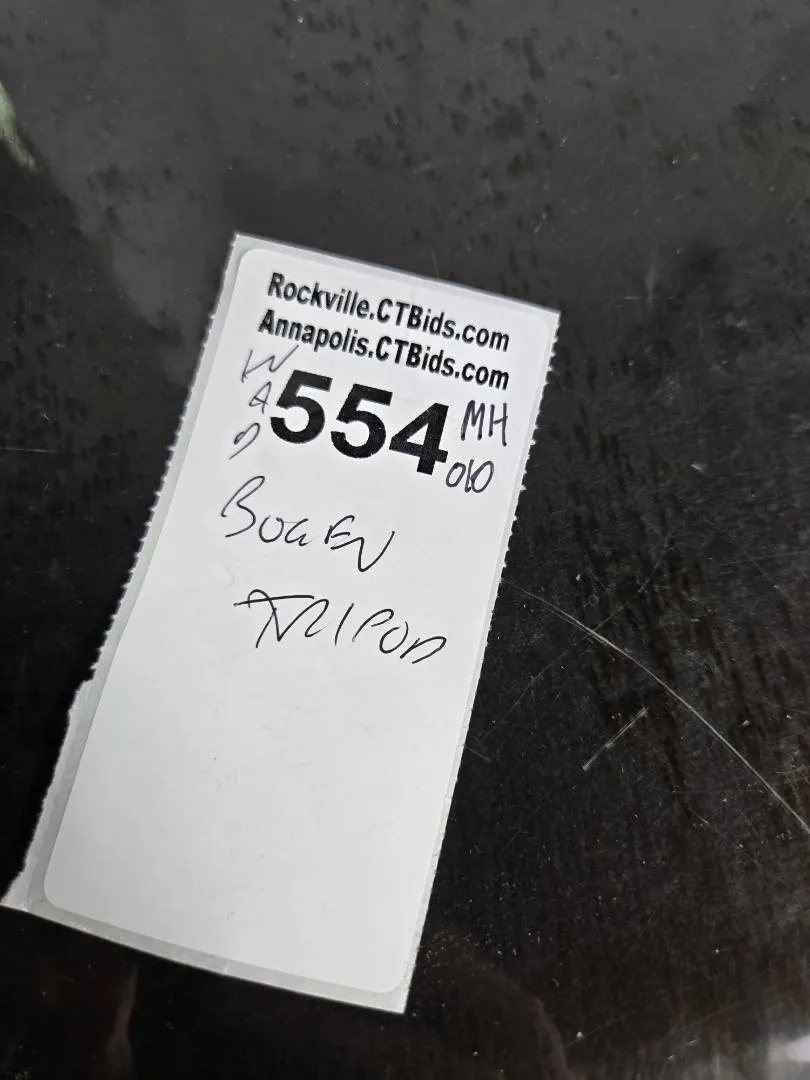 Rockville.CTBids.com
Annapolis.CTBids.com
554
MH
010
BOGEN
TRIPOD